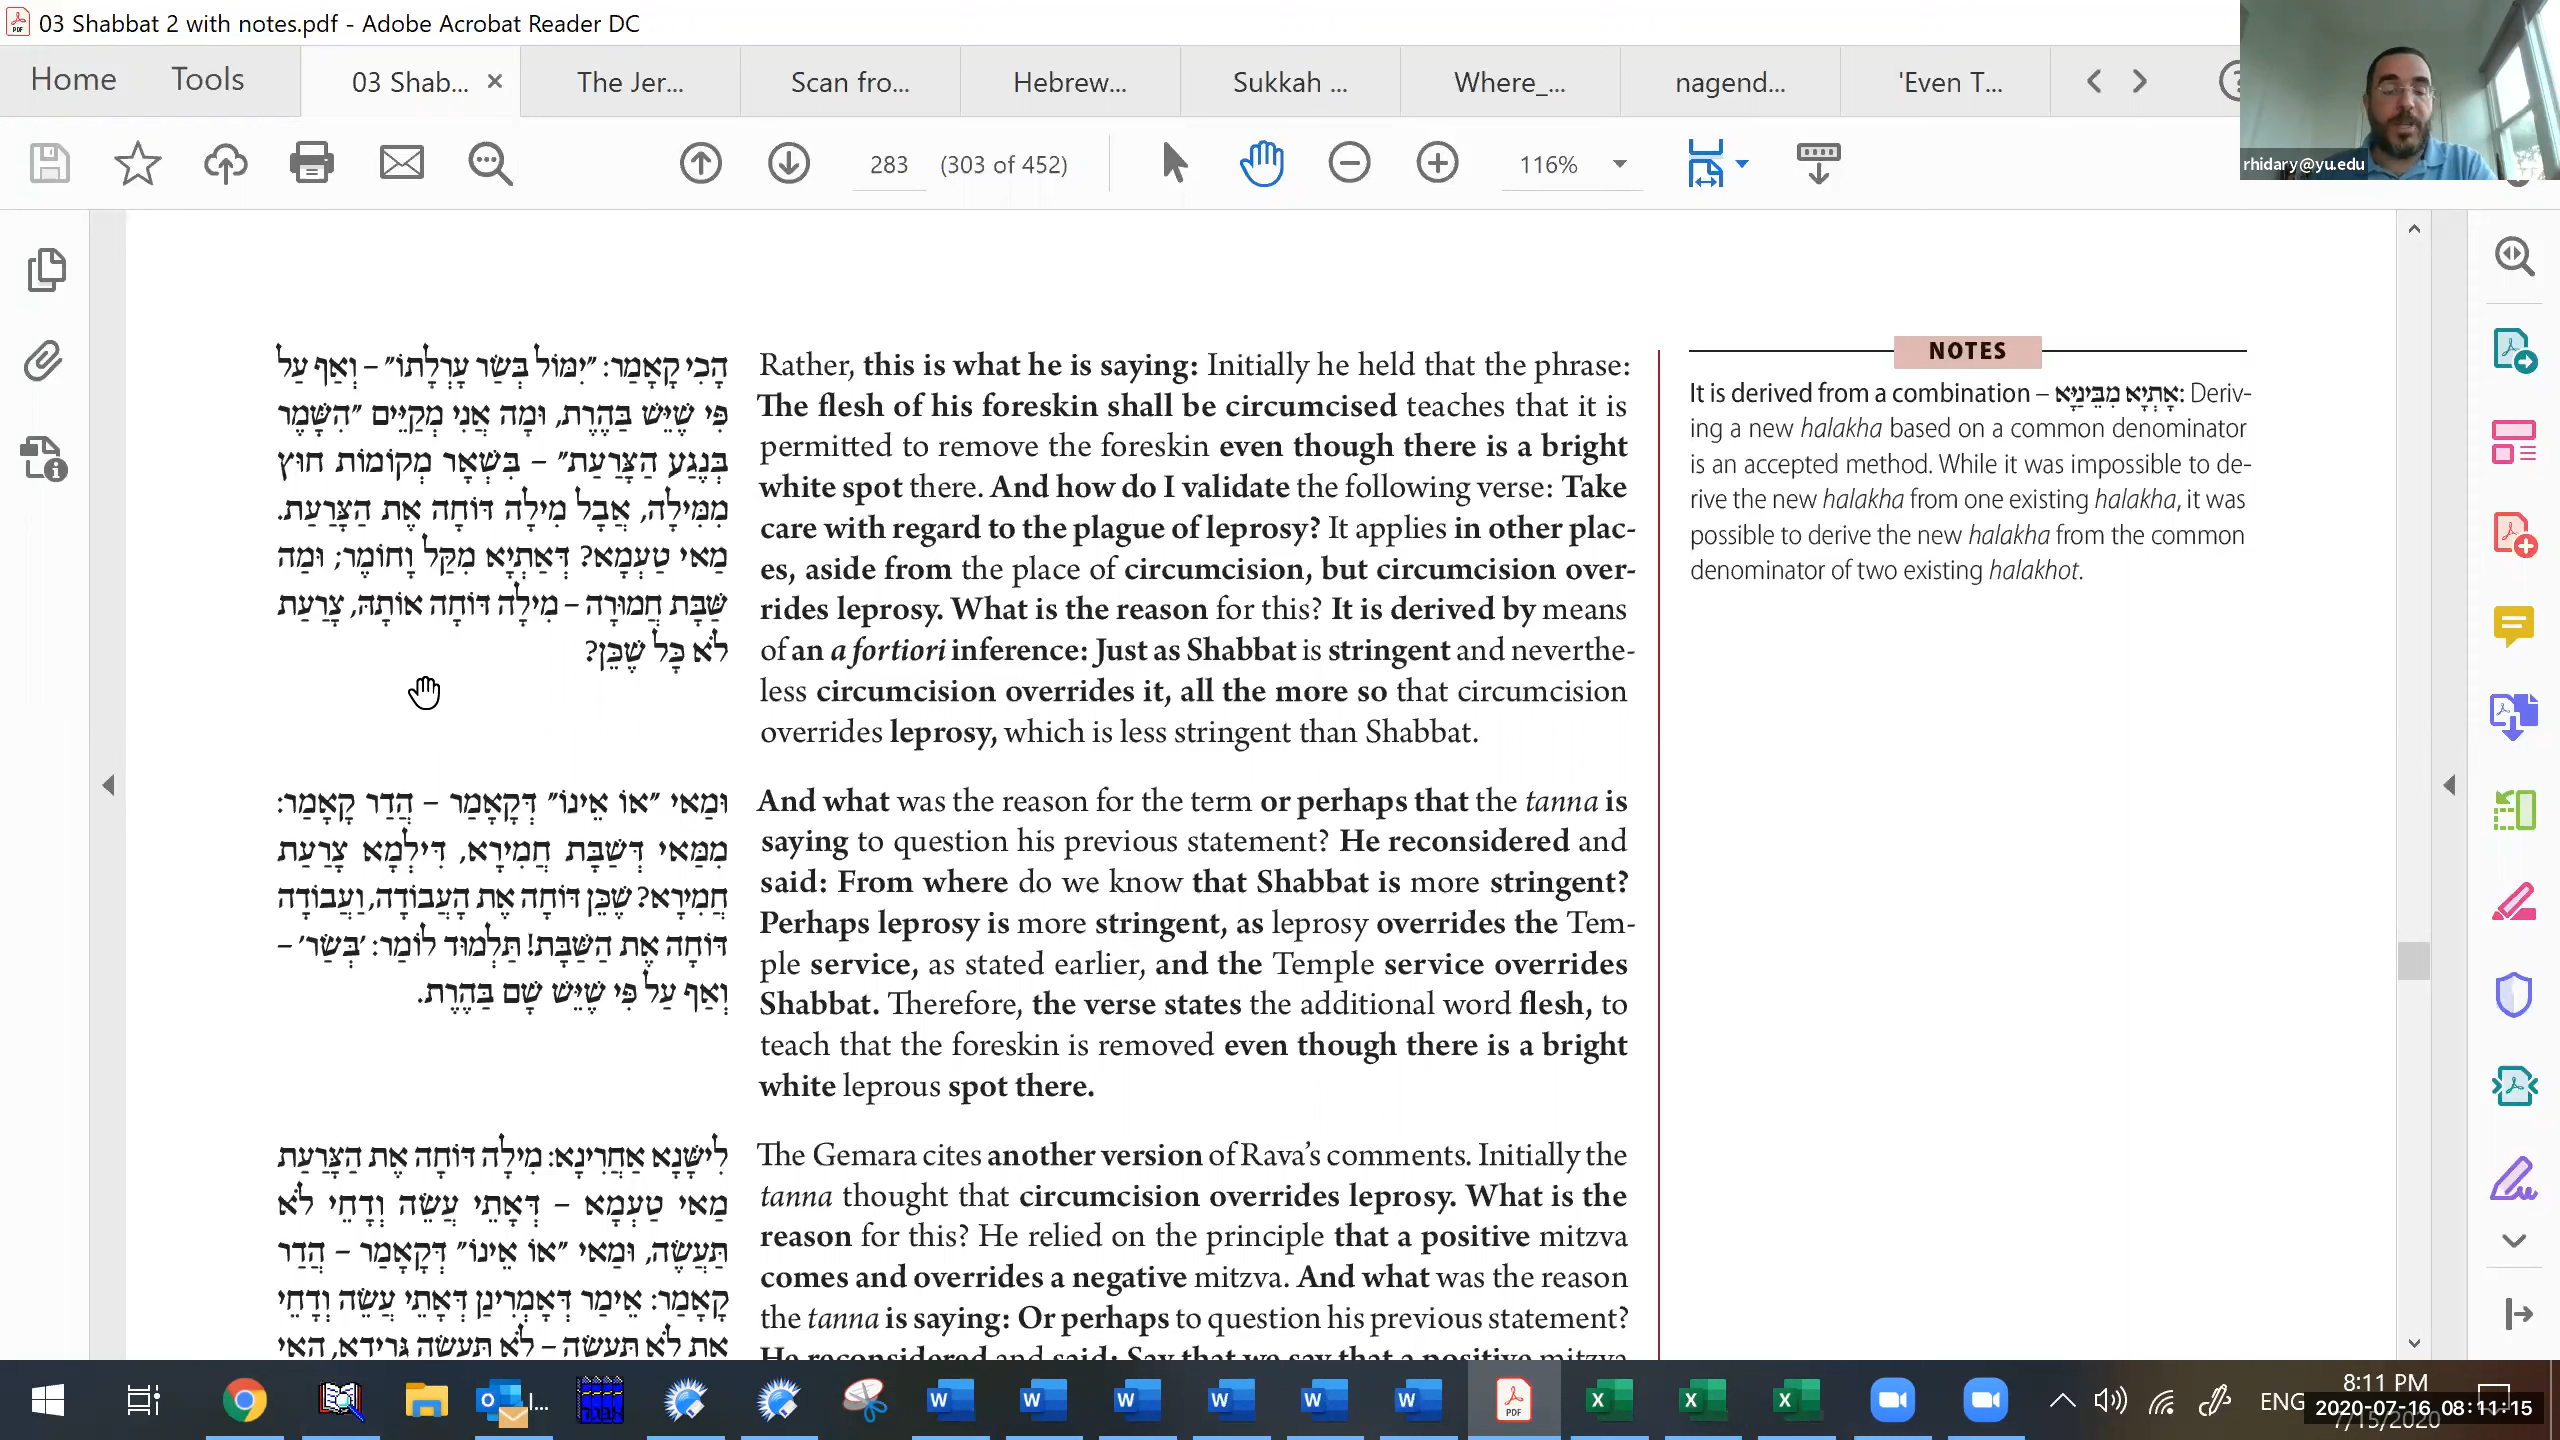 03 Shabbat 2 with notes.pdf - Adobe Acrobat Reader DC
Home
Tools
03 Shab...
The Jer...
Scan fro...
Hebrew...
Sukkah ...
Where_...
nagend...
'Even T...
283
(303 of 452)
116%
rhidary@yu.edu
הָכִי קָאָמַר: ״יִמּוֹל בְּשַׂר עָרְלָתוֹ״ – וְאַף עַל
פִּי שֶׁיֵּשׁ בַּהֶרֶת, וּמָה אֲנִי מְקַיֵּים ״הִשָּׁמֶר
בְּנֶגַע הַצָּרַעַת״ – בִּשְׁאָר מְקוֹמוֹת חוּץ
מִמִּילָה, אֲבָל מִילָה דּוֹחָה אֶת הַצָּרַעַת.
מַאי טַעְמָא? דְּאָתְיָא מִקַּל וָחוֹמֶר; וּמַה
שַּׁבָּת חֲמוּרָה – מִילָה דּוֹחָה אוֹתָהּ, צָרַעַת
לֹא כָּל שֶׁכֵּן?
Rather, this is what he is saying: Initially he held that the phrase:
The flesh of his foreskin shall be circumcised teaches that it is
permitted to remove the foreskin even though there is a bright
white spot there. And how do I validate the following verse: Take
care with regard to the plague of leprosy? It applies in other plac-
es, aside from the place of circumcision, but circumcision over-
rides leprosy. What is the reason for this? It is derived by means
of an a fortiori inference: Just as Shabbat is stringent and neverthe-
less circumcision overrides it, all the more so that circumcision
overrides leprosy, which is less stringent than Shabbat.
NOTES
It is derived from a combination – אָתְיָא מִבֵּינַיָּא: Deriv-
ing a new halakha based on a common denominator
is an accepted method. While it was impossible to de-
rive the new halakha from one existing halakha, it was
possible to derive the new halakha from the common
denominator of two existing halakhot.
וּמַאי ״אוֹ אֵינוֹ״ דְּקָאָמַר – הֲדַר קָאָמַר:
מִמַּאי דְּשַׁבָּת חֲמִירָא, דִּילְמָא צָרַעַת
חֲמִירָא? שֶׁכֵּן דּוֹחָה אֶת הָעֲבוֹדָה, וַעֲבוֹדָה
דּוֹחָה אֶת הַשַּׁבָּת! תַּלְמוּד לוֹמַר: ׳בְּשַׂר׳ –
וְאַף עַל פִּי שֶׁיֵּשׁ שָׁם בַּהֶרֶת.
And what was the reason for the term or perhaps that the tanna is
saying to question his previous statement? He reconsidered and
said: From where do we know that Shabbat is more stringent?
Perhaps leprosy is more stringent, as leprosy overrides the Tem-
ple service, as stated earlier, and the Temple service overrides
Shabbat. Therefore, the verse states the additional word flesh, to
teach that the foreskin is removed even though there is a bright
white leprous spot there.
לִישָּׁנָא אַחֲרִינָא: מִילָה דּוֹחָה אֶת הַצָּרַעַת
מַאי טַעְמָא – דְּאָתֵי עֲשֵׂה וְדָחֵי לֹא
תַּעֲשֶׂה, וּמַאי ״אוֹ אֵינוֹ״ דְּקָאָמַר – הֲדַר
קָאָמַר: אֵימַר דְּאָמְרִינַן דְּאָתֵי עֲשֵׂה וְדָחֵי
את לֹא תעשׂה – לֹא תעשׂה גרידא, האי
The Gemara cites another version of Rava's comments. Initially the
tanna thought that circumcision overrides leprosy. What is the
reason for this? He relied on the principle that a positive mitzva
comes and overrides a negative mitzva. And what was the reason
the tanna is saying: Or perhaps to question his previous statement?
He reconsidered and said: Say that we say that a positive mitzva
ENG
8:11 PM
7/15/2020
2020-07-16 08:11:15